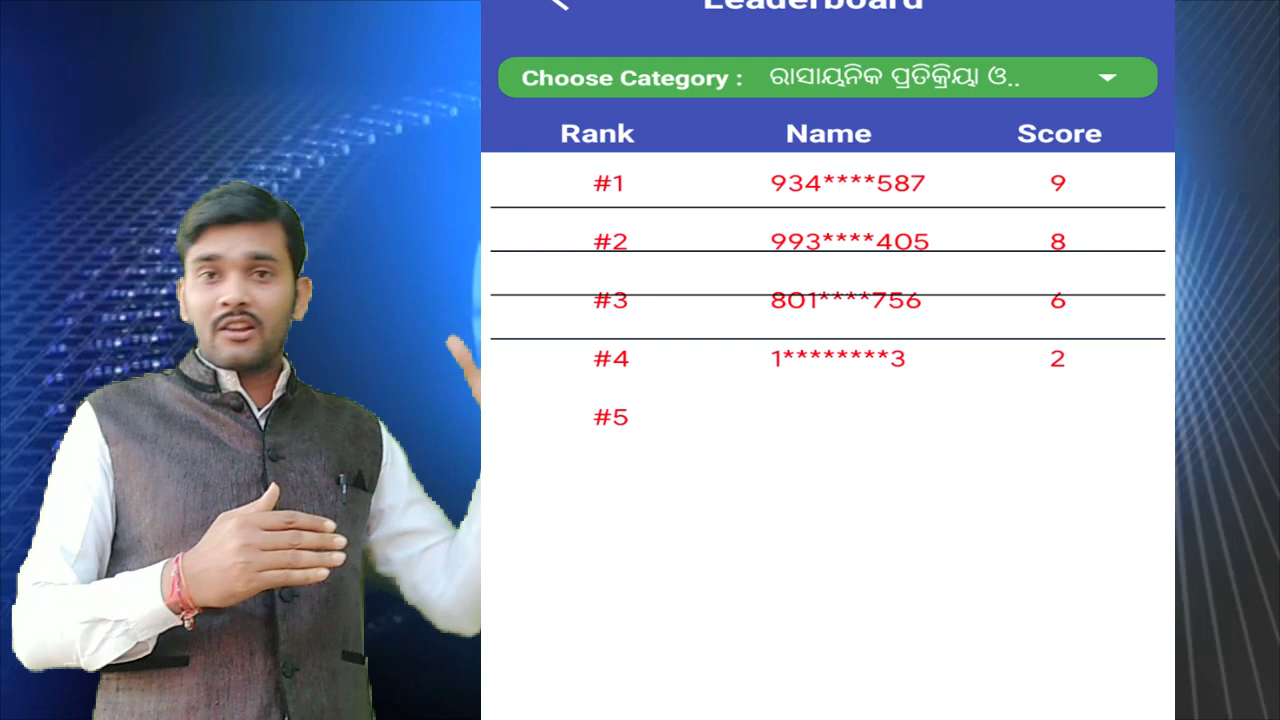 Leaderboard
Choose Category : ରାସାୟନିକ ପ୍ରତିକ୍ରିୟା ଓ..
Rank Name Score
#1 934****587 9
#2 993****405 8
#3 801****756 6
#4 1********3 2
#5